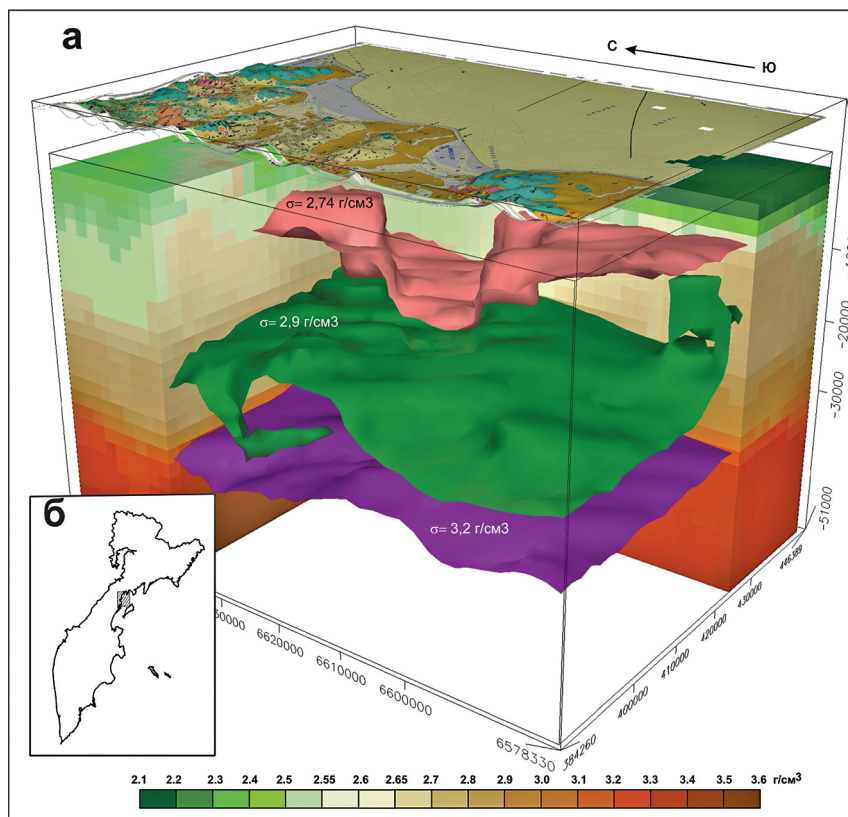 а
С
Ю
σ= 2,74 г/см3
σ= 2,9 г/см3
σ= 3,2 г/см3
-20000
-30000
-51000
446389
430000
420000
410000
400000
384260
6620000
6610000
6600000
6578330
б
2.1 2.2 2.3 2.4 2.5 2.55 2.6 2.65 2.7 2.8 2.9 3.0 3.1 3.2 3.3 3.4 3.5 3.6 г/см³